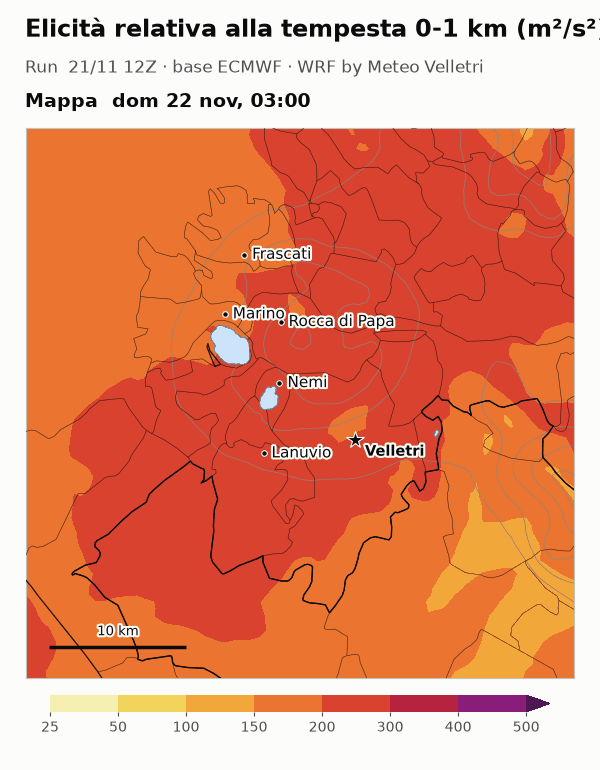 Elicità relativa alla tempesta 0-1 km (m²/s²)
Run 21/11 12Z · base ECMWF · WRF by Meteo Velletri
Mappa dom 22 nov, 03:00
Frascati
Marino
Rocca di Papa
Nemi
Velletri
Lanuvio
10 km
25 50 100 150 200 300 400 500